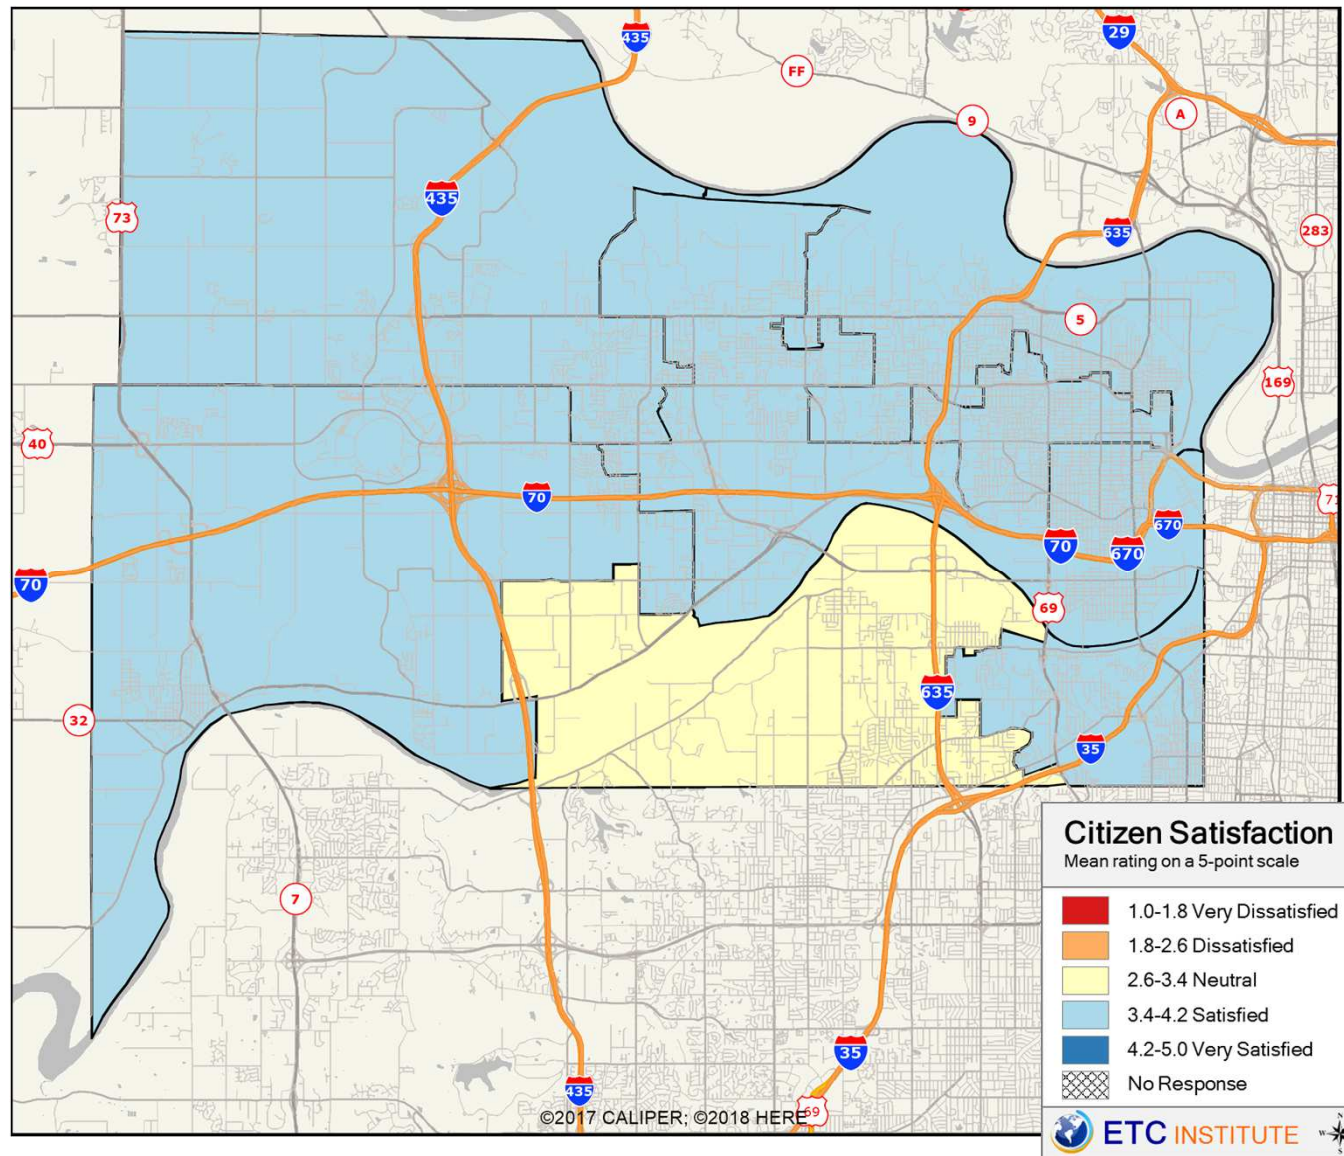 435
29
FF
A
9
435
73
635
283
5
169
40
70
70
670
70
670
69
635
32
35
7
35
435
69
Citizen Satisfaction
Mean rating on a 5-point scale
1.0-1.8 Very Dissatisfied
1.8-2.6 Dissatisfied
2.6-3.4 Neutral
3.4-4.2 Satisfied
4.2-5.0 Very Satisfied
No Response
©2017 CALIPER; ©2018 HERE
ETC INSTITUTE